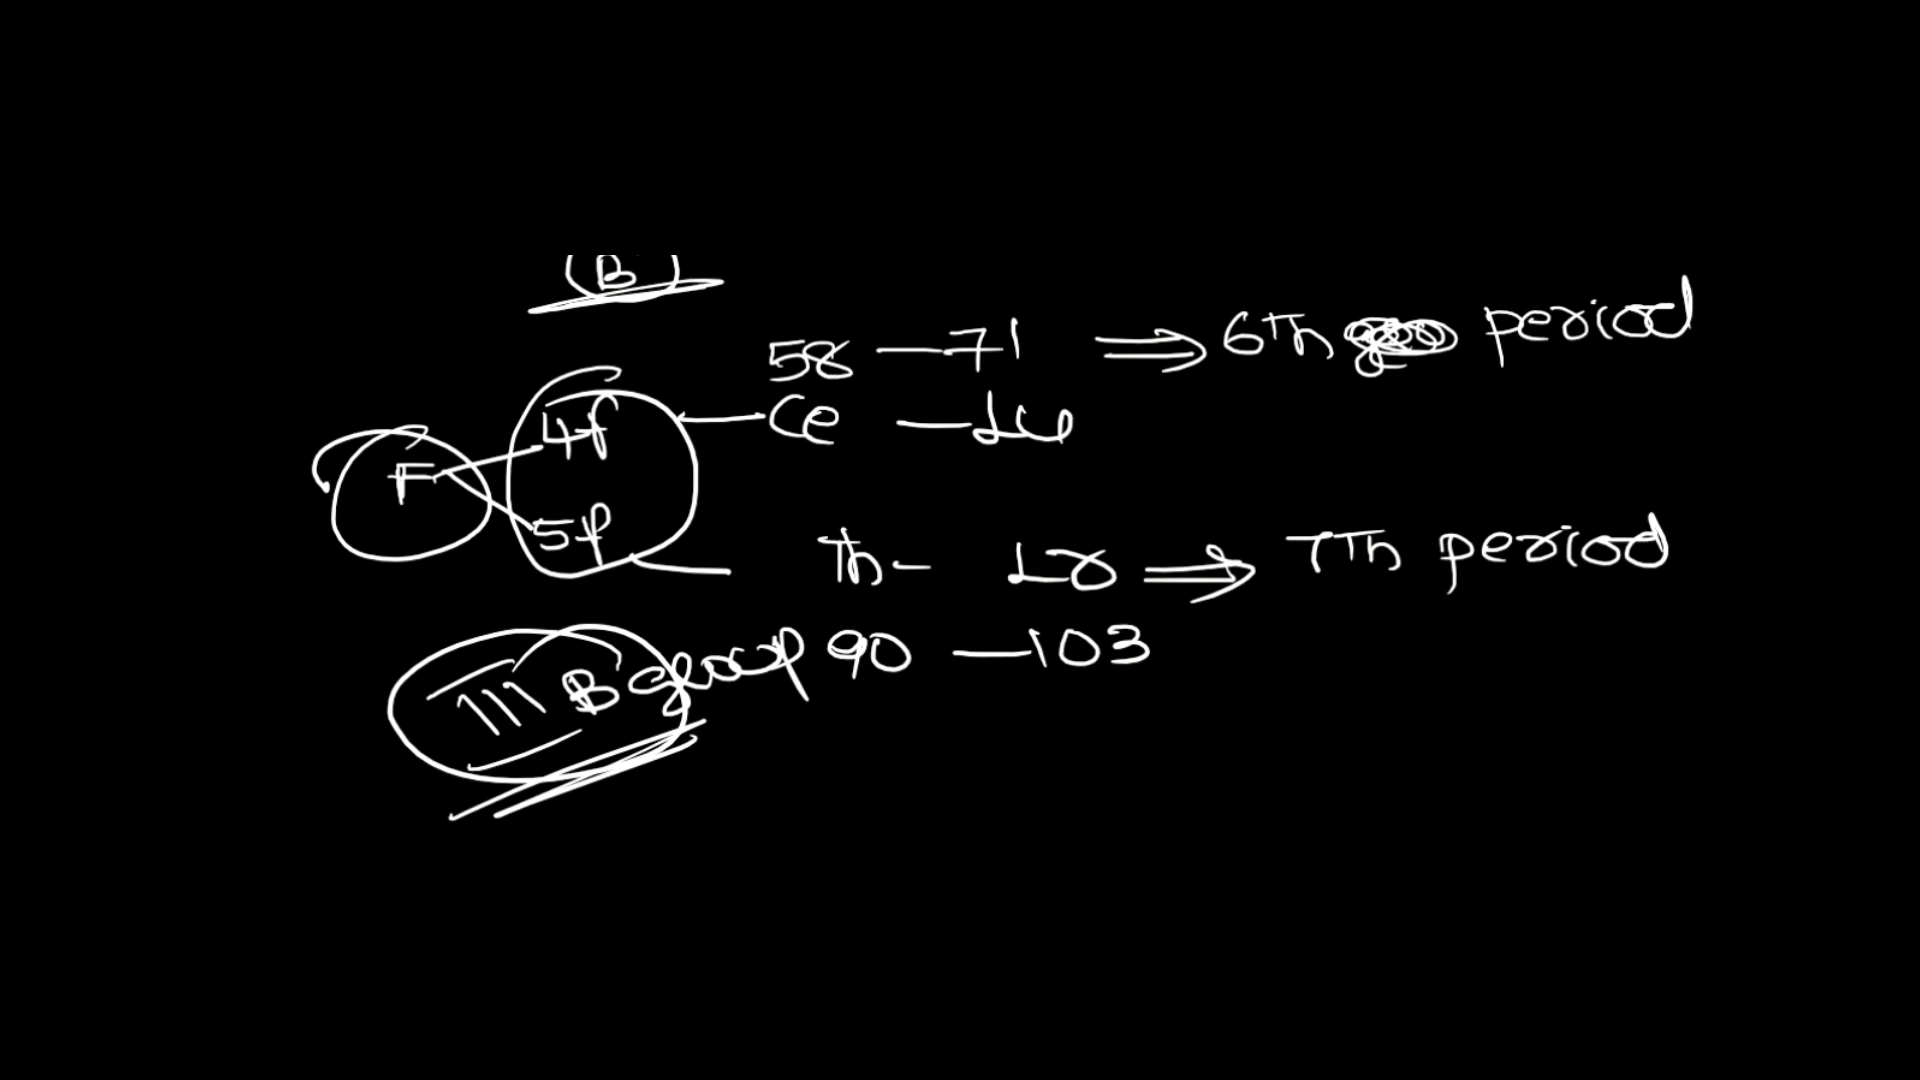 (B)
58 — 71 ⇒ 6Th period
4f — Ce — Lu
F
5f — Th - Lr ⇒ 7Th period
III B group 90 — 103